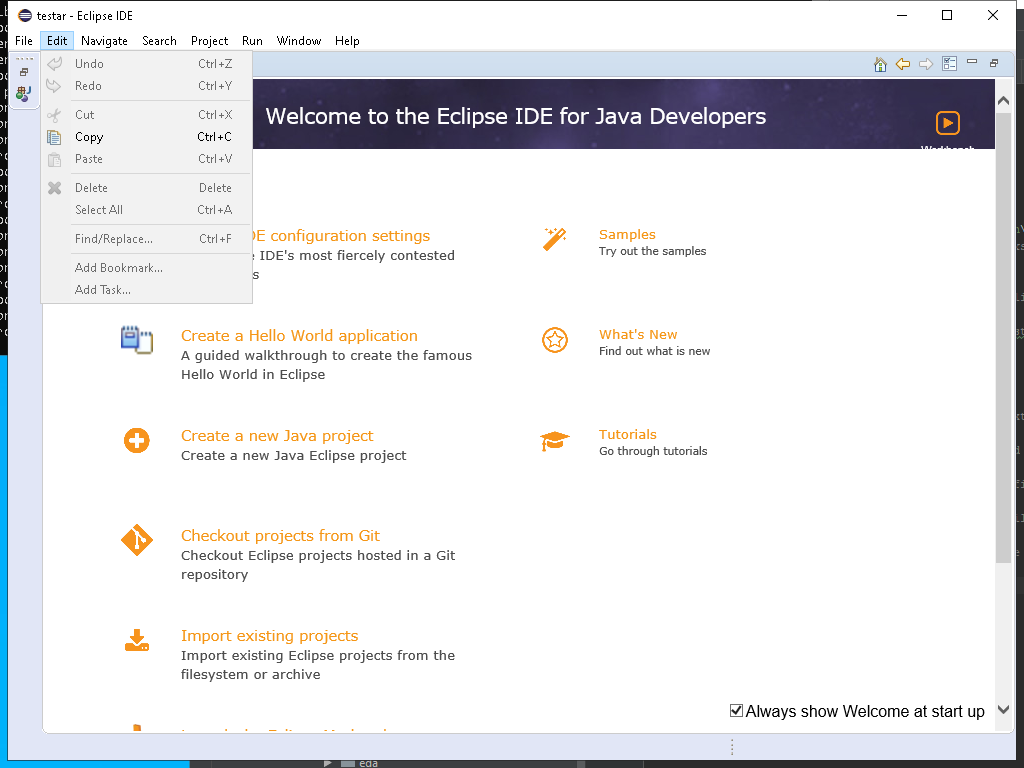 testar - Eclipse IDE
File Edit Navigate Search Project Run Window Help
Undo Ctrl+Z
Redo Ctrl+Y
Cut Ctrl+X
Copy Ctrl+C
Paste Ctrl+V
Delete Delete
Select All Ctrl+A
Find/Replace... Ctrl+F
Add Bookmark...
Add Task...
Welcome to the Eclipse IDE for Java Developers
configuration settings
IDE's most fiercely contested
Create a Hello World application
A guided walkthrough to create the famous
Hello World in Eclipse
Create a new Java project
Create a new Java Eclipse project
Checkout projects from Git
Checkout Eclipse projects hosted in a Git
repository
Import existing projects
Import existing Eclipse projects from the
filesystem or archive
Samples
Try out the samples
What's New
Find out what is new
Tutorials
Go through tutorials
Always show Welcome at start up
eda